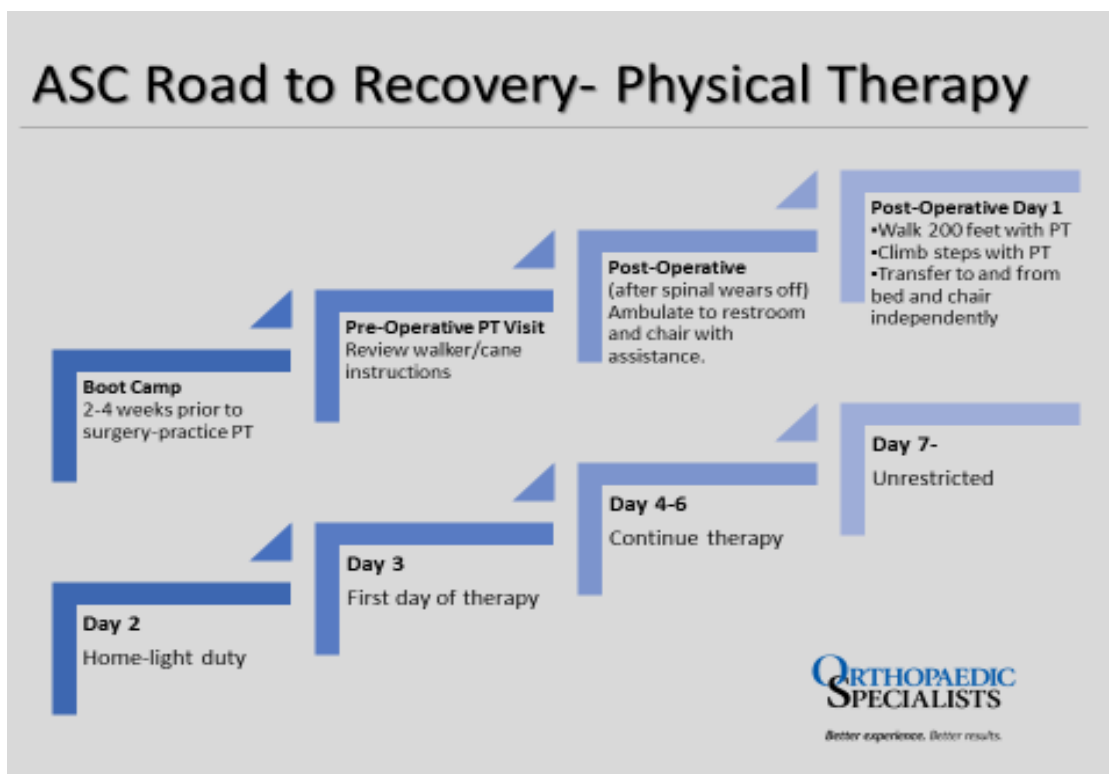 ASC Road to Recovery- Physical Therapy
Boot Camp
2-4 weeks prior to
surgery-practice PT
Pre-Operative PT Visit
Review walker/cane
instructions
Post-Operative
(after spinal wears off)
Ambulate to restroom
and chair with
assistance.
Post-Operative Day 1
•Walk 200 feet with PT
•Climb steps with PT
•Transfer to and from
bed and chair
independently
Day 2
Home-light duty
Day 3
First day of therapy
Day 4-6
Continue therapy
Day 7-
Unrestricted
ORTHOPAEDIC
SPECIALISTS
Better experience. Better results.